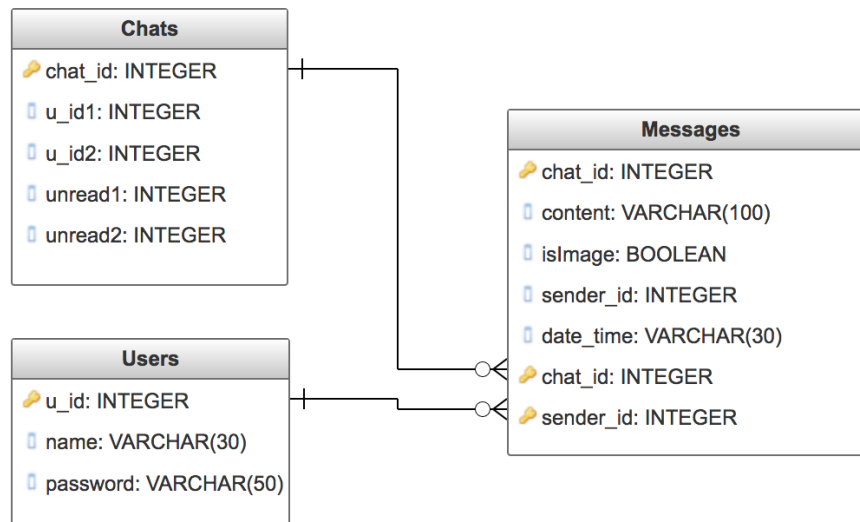 Chats
chat_id: INTEGER
u_id1: INTEGER
u_id2: INTEGER
unread1: INTEGER
unread2: INTEGER
Users
u_id: INTEGER
name: VARCHAR(30)
password: VARCHAR(50)
Messages
chat_id: INTEGER
content: VARCHAR(100)
isImage: BOOLEAN
sender_id: INTEGER
date_time: VARCHAR(30)
chat_id: INTEGER
sender_id: INTEGER